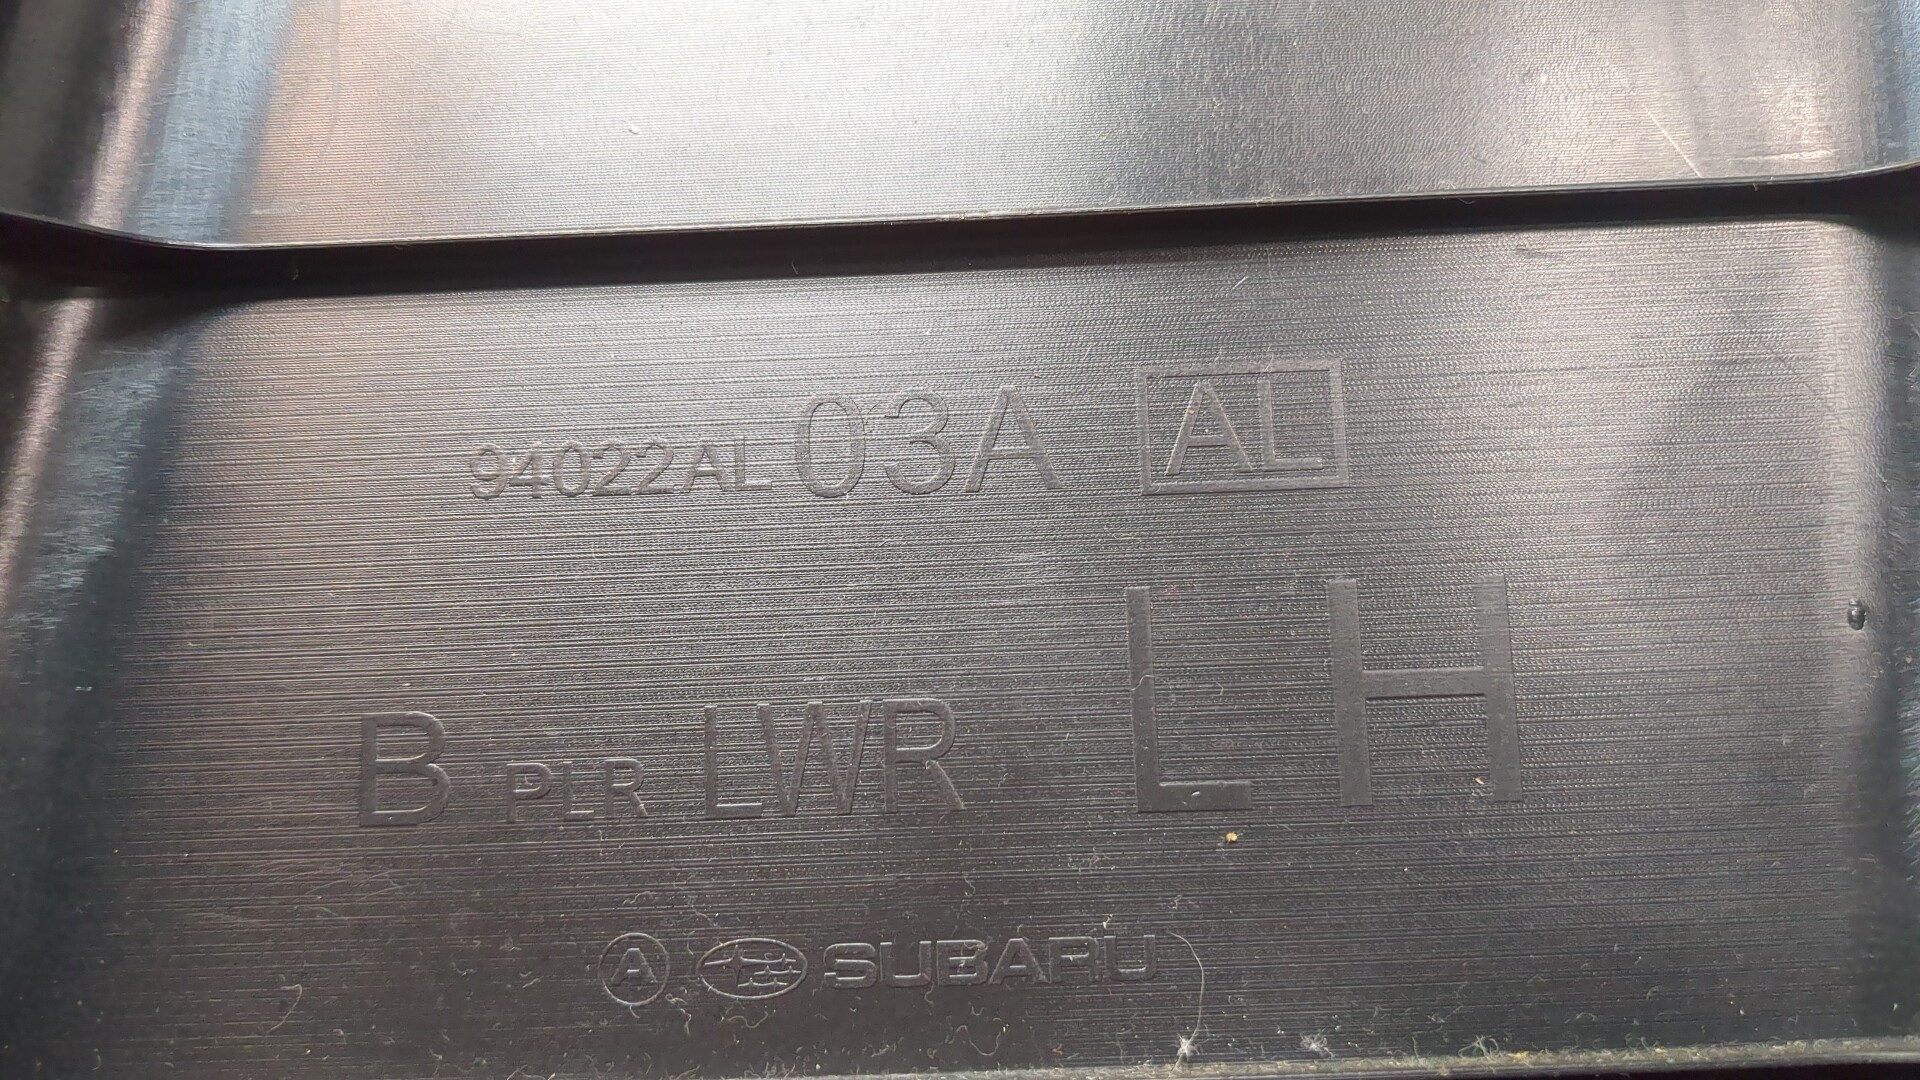 94022AL 03A AL
B PLR LWR LH
A SUBARU